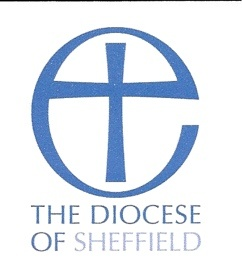 THE DIOCESE
OF SHEFFIELD